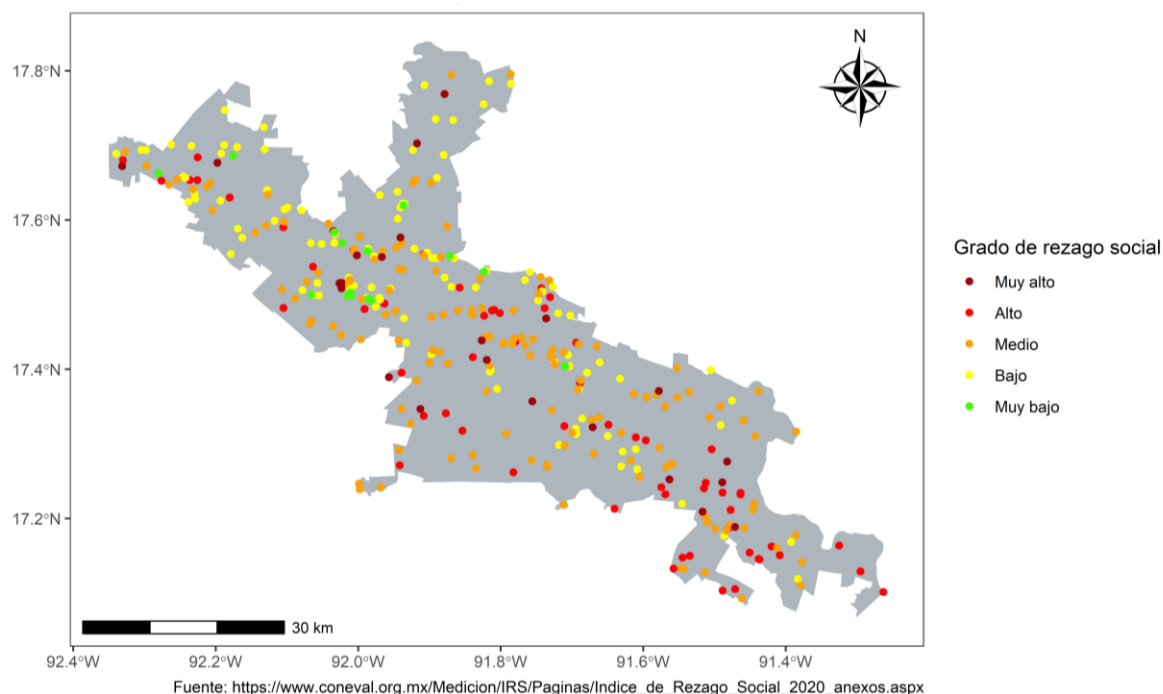 N
17.8°N
17.6°N
17.4°N
17.2°N
Grado de rezago social
Muy alto
Alto
Medio
Bajo
Muy bajo
30 km
92.4°W 92.2°W 92.0°W 91.8°W 91.6°W 91.4°W
Fuente: https://www.coneval.org.mx/Medicion/IRS/Paginas/Indice_de_Rezago_Social_2020_anexos.aspx